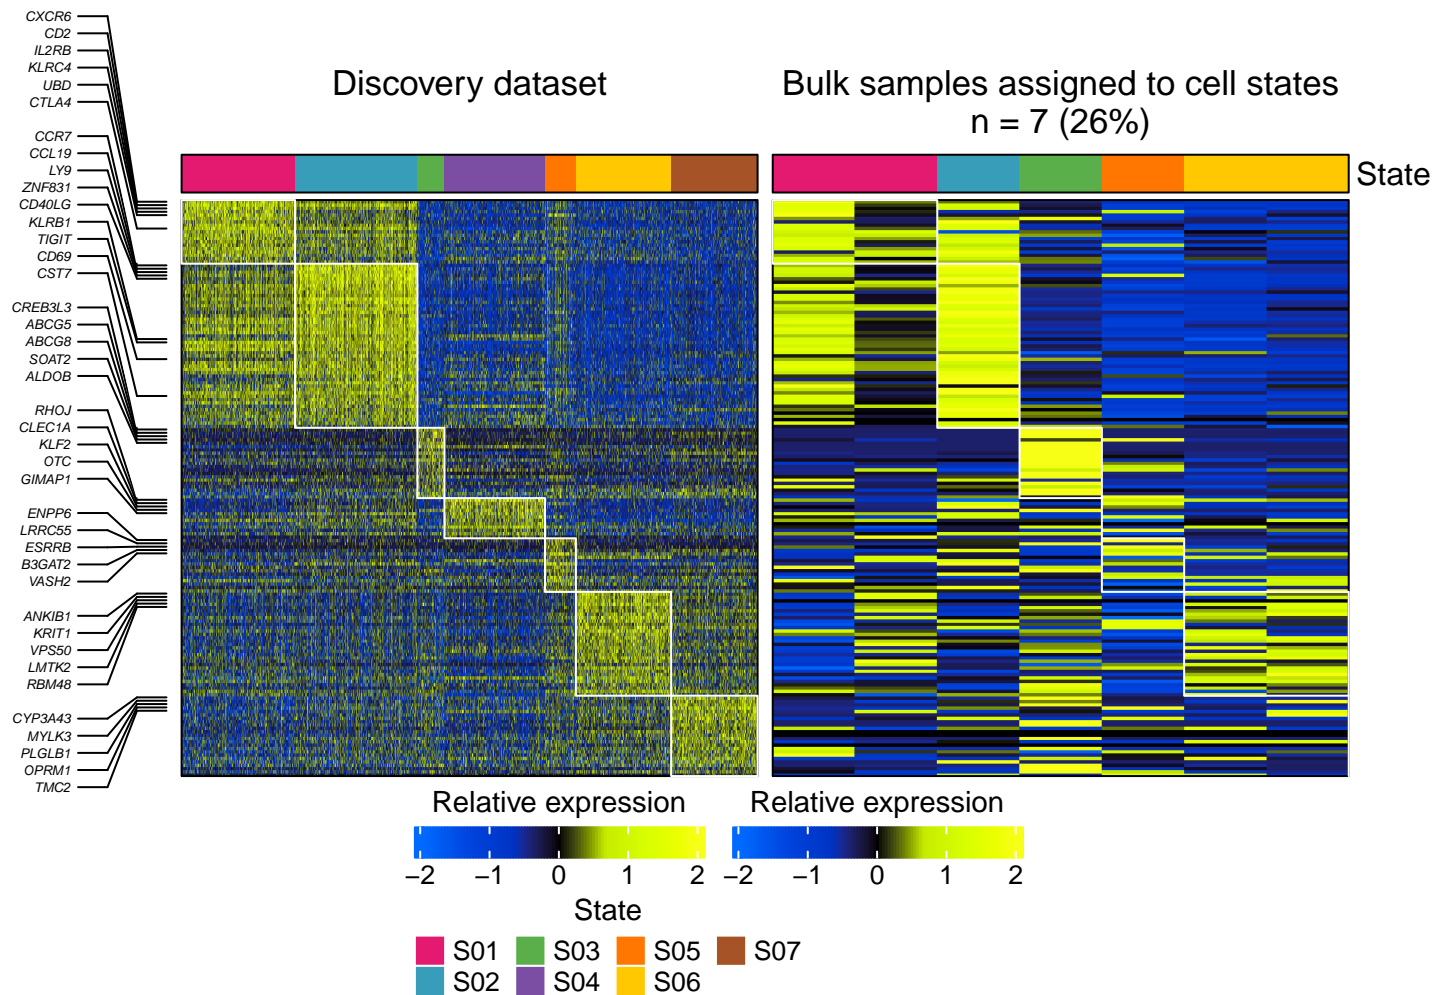 CXCR6
CD2
IL2RB
KLRC4
UBD
CTLA4
CCR7
CCL19
LY9
ZNF831
CD40LG
KLRB1
TIGIT
CD69
CST7
CREB3L3
ABCG5
ABCG8
SOAT2
ALDOB
RHOJ
CLEC1A
KLF2
OTC
GIMAP1
ENPP6
LRRC55
ESRRB
B3GAT2
VASH2
ANKIB1
KRIT1
VPS50
LMTK2
RBM48
CYP3A43
MYLK3
PLGLB1
OPRM1
TMC2
Discovery dataset
Bulk samples assigned to cell states
n = 7 (26%)
State
Relative expression
−2 −1 0 1 2
Relative expression
−2 −1 0 1 2
State
S01 S03 S05 S07
S02 S04 S06